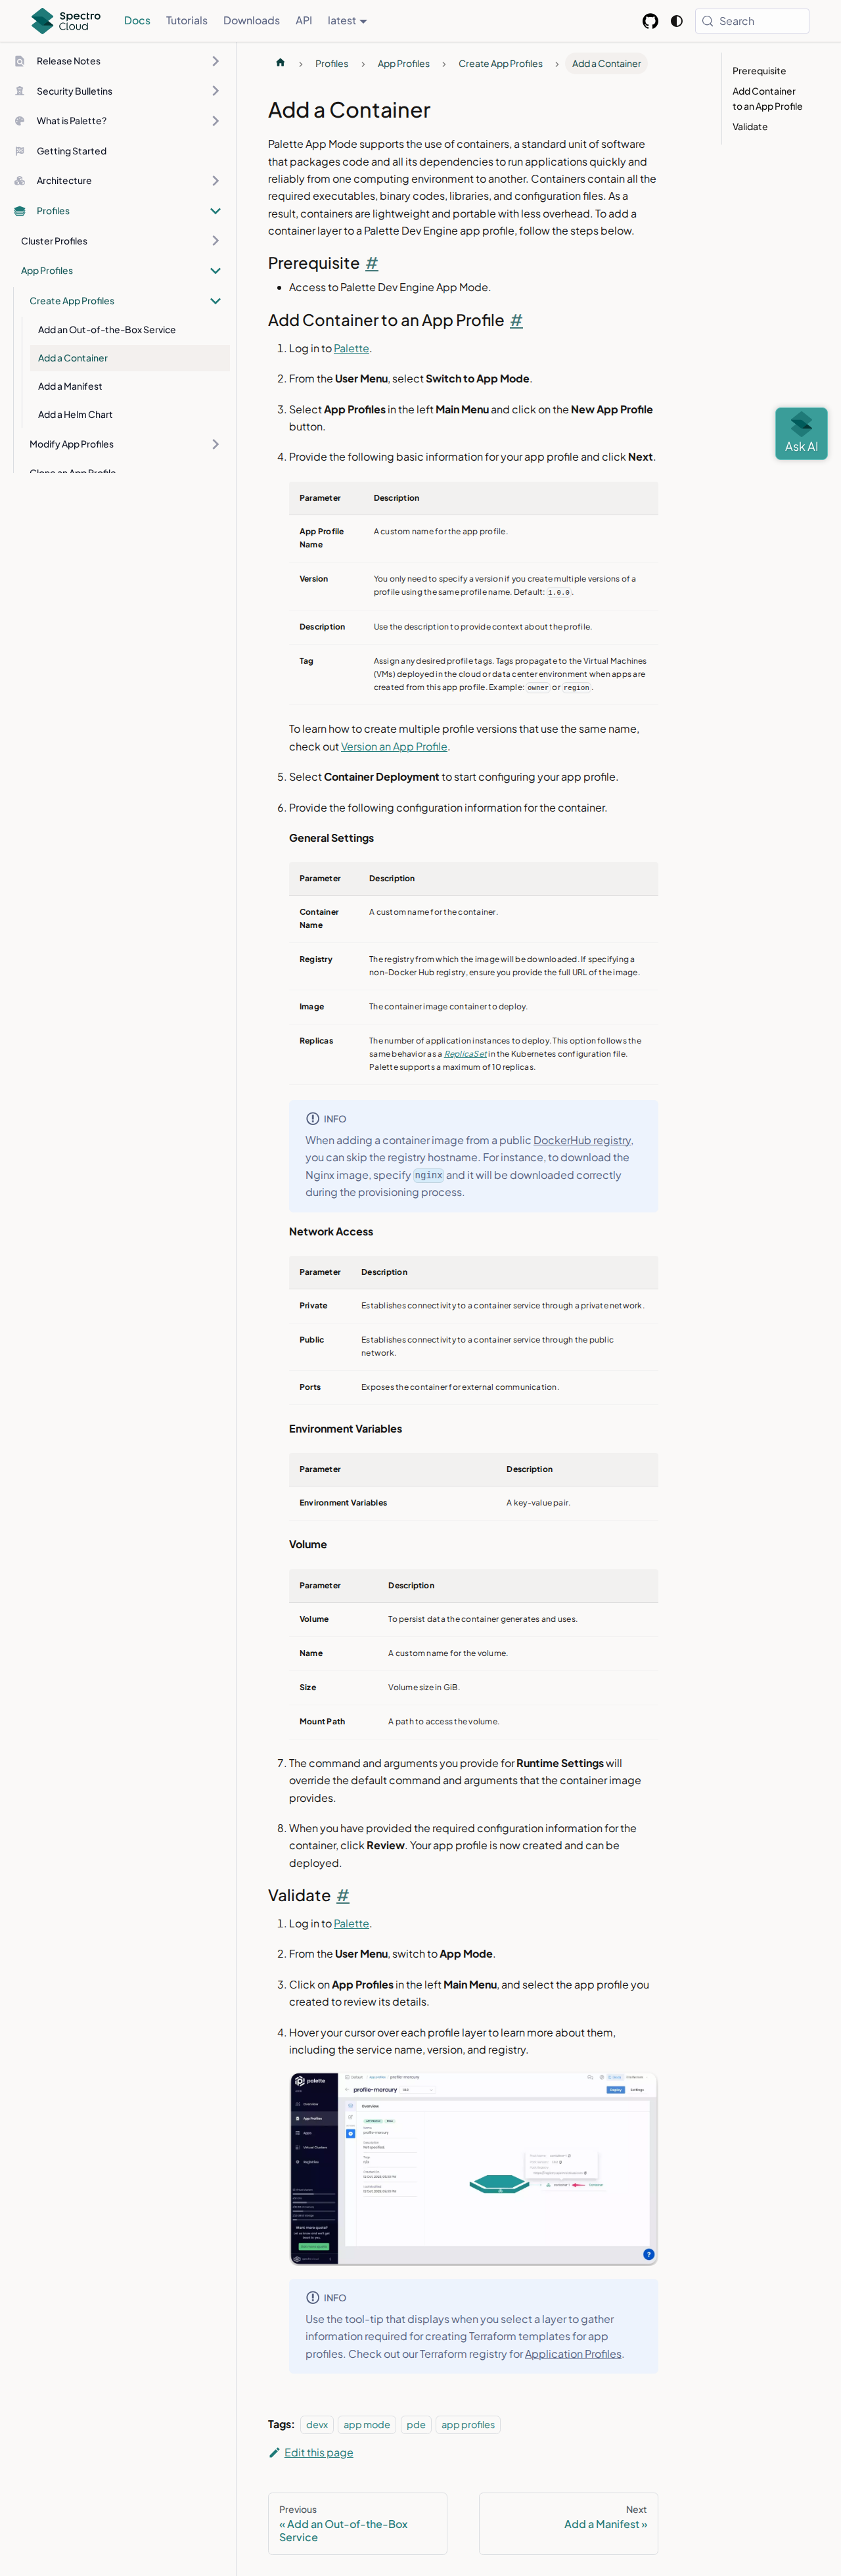 Spectro
Cloud
Docs
Tutorials
Downloads
API
latest
Search
Release Notes
Security Bulletins
What is Palette?
Getting Started
Architecture
Profiles
Cluster Profiles
App Profiles
Create App Profiles
Add an Out-of-the-Box Service
Add a Container
Add a Manifest
Add a Helm Chart
Modify App Profiles
Clone an App Profile
Profiles
App Profiles
Create App Profiles
Add a Container
Prerequisite
Add Container
to an App Profile
Validate
Ask AI
Add a Container
Palette App Mode supports the use of containers, a standard unit of software
that packages code and all its dependencies to run applications quickly and
reliably from one computing environment to another. Containers contain all the
required executables, binary codes, libraries, and configuration files. As a
result, containers are lightweight and portable with less overhead. To add a
container layer to a Palette Dev Engine app profile, follow the steps below.
Prerequisite #
• Access to Palette Dev Engine App Mode.
Add Container to an App Profile #
1. Log in to Palette.
2. From the User Menu, select Switch to App Mode.
3. Select App Profiles in the left Main Menu and click on the New App Profile
button.
4. Provide the following basic information for your app profile and click Next.
Parameter Description
App Profile A custom name for the app profile.
Name
Version You only need to specify a version if you create multiple versions of a
profile using the same profile name. Default: 1.0.0.
Description Use the description to provide context about the profile.
Tag Assign any desired profile tags. Tags propagate to the Virtual Machines
(VMs) deployed in the cloud or data center environment when apps are
created from this app profile. Example: owner or region.
To learn how to create multiple profile versions that use the same name,
check out Version an App Profile.
5. Select Container Deployment to start configuring your app profile.
6. Provide the following configuration information for the container.
General Settings
Parameter Description
Container A custom name for the container.
Name
Registry The registry from which the image will be downloaded. If specifying a
non-Docker Hub registry, ensure you provide the full URL of the image.
Image The container image container to deploy.
Replicas The number of application instances to deploy. This option follows the
same behavior as a ReplicaSet in the Kubernetes configuration file.
Palette supports a maximum of 10 replicas.
INFO
When adding a container image from a public DockerHub registry,
you can skip the registry hostname. For instance, to download the
Nginx image, specify nginx and it will be downloaded correctly
during the provisioning process.
Network Access
Parameter Description
Private Establishes connectivity to a container service through a private network.
Public Establishes connectivity to a container service through the public
network.
Ports Exposes the container for external communication.
Environment Variables
Parameter Description
Environment Variables A key-value pair.
Volume
Parameter Description
Volume To persist data the container generates and uses.
Name A custom name for the volume.
Size Volume size in GiB.
Mount Path A path to access the volume.
7. The command and arguments you provide for Runtime Settings will
override the default command and arguments that the container image
provides.
8. When you have provided the required configuration information for the
container, click Review. Your app profile is now created and can be
deployed.
Validate #
1. Log in to Palette.
2. From the User Menu, switch to App Mode.
3. Click on App Profiles in the left Main Menu, and select the app profile you
created to review its details.
4. Hover your cursor over each profile layer to learn more about them,
including the service name, version, and registry.
palette
profile-mercury
Deploy
Settings
Overview
App Profiles
Apps
Virtual Clusters
Overview
INFO
Use the tool-tip that displays when you select a layer to gather
information required for creating Terraform templates for app
profiles. Check out our Terraform registry for Application Profiles.
Tags: devx app mode pde app profiles
Edit this page
Previous
« Add an Out-of-the-Box
Service
Next
Add a Manifest »